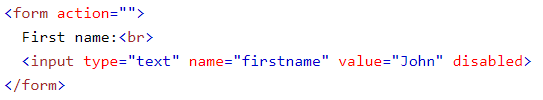 <form action="">
First name:<br>
<input type="text" name="firstname" value="John" disabled>
</form>